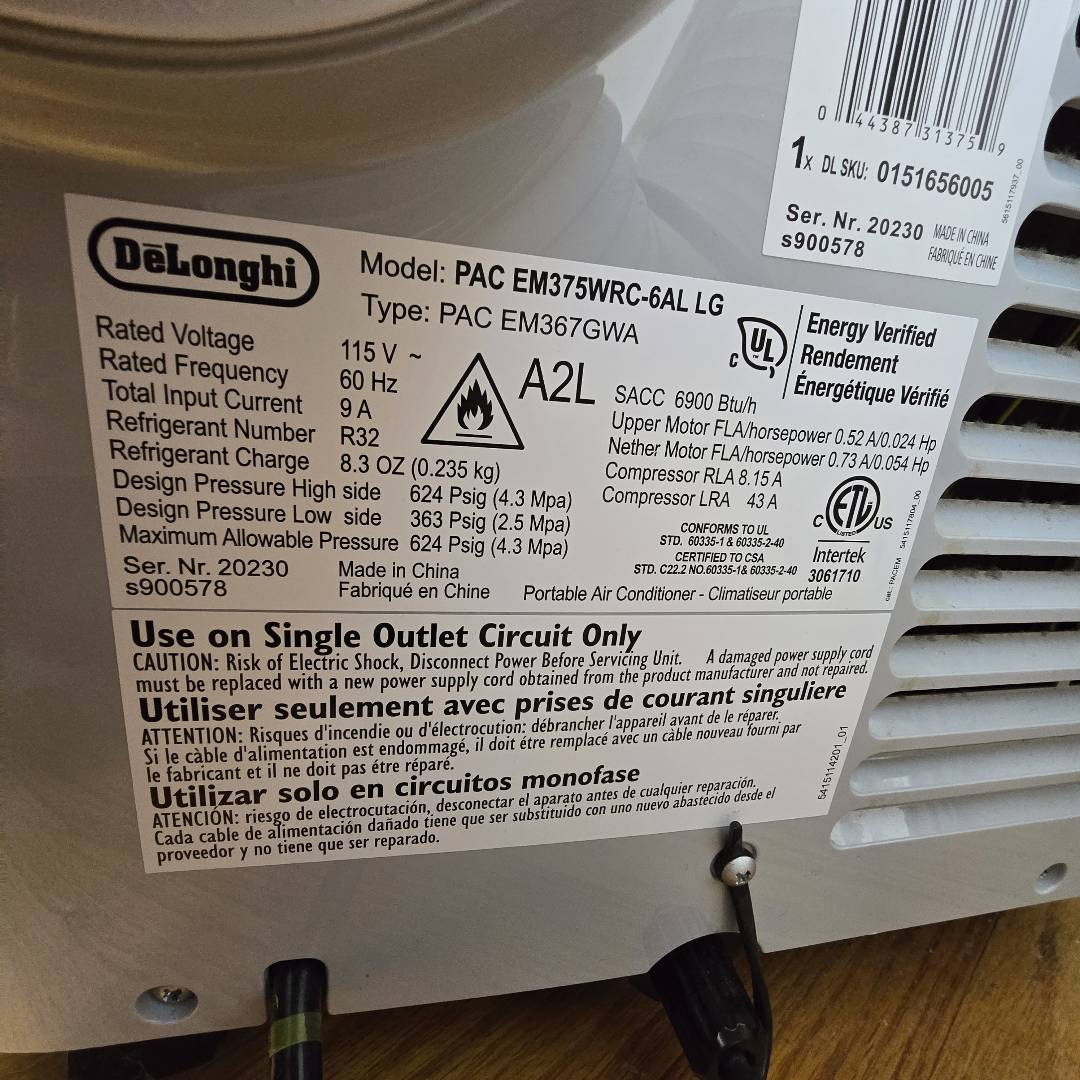 0 44387 31375 9
1x DL SKU: 0151656005
Ser. Nr. 20230
s900578
MADE IN CHINA
FABRIQUÉ EN CHINE
5615117937_00
DēLonghi
Model: PAC EM375WRC-6AL LG
Type: PAC EM367GWA
Rated Voltage 115 V ~
Rated Frequency 60 Hz
Total Input Current 9 A
Refrigerant Number R32
Refrigerant Charge 8.3 OZ (0.235 kg)
Design Pressure High side 624 Psig (4.3 Mpa)
Design Pressure Low side 363 Psig (2.5 Mpa)
Maximum Allowable Pressure 624 Psig (4.3 Mpa)
Ser. Nr. 20230
s900578
Made in China
Fabriqué en Chine
A2L
C UL
Energy Verified
Rendement
Énergétique Vérifié
SACC 6900 Btu/h
Upper Motor FLA/horsepower 0.52 A/0.024 Hp
Nether Motor FLA/horsepower 0.73 A/0.054 Hp
Compressor RLA 8.15 A
Compressor LRA 43 A
CONFORMS TO UL
STD. 60335-1 & 60335-2-40
CERTIFIED TO CSA
STD. C22.2 NO.60335-1& 60335-2-40
C ETL US
LISTED
Intertek
3061710
Portable Air Conditioner - Climatiseur portable
cat.: PACEM 5415117804_00
Use on Single Outlet Circuit Only
CAUTION: Risk of Electric Shock, Disconnect Power Before Servicing Unit. A damaged power supply cord
must be replaced with a new power supply cord obtained from the product manufacturer and not repaired.
Utiliser seulement avec prises de courant singuliere
ATTENTION: Risques d'incendie ou d'électrocution: débrancher l'appareil avant de le réparer.
Si le càble d'alimentation est endommagé, il doit étre remplacé avec un càble nouveau fourni par
le fabricant et il ne doit pas étre réparé.
Utilizar solo en circuitos monofase
ATENCIÓN: riesgo de electrocutación, desconectar el aparato antes de cualquier reparación.
Cada cable de alimentación dañado tiene que ser substituido con uno nuevo abastecido desde el
proveedor y no tiene que ser reparado.
5415114201_01